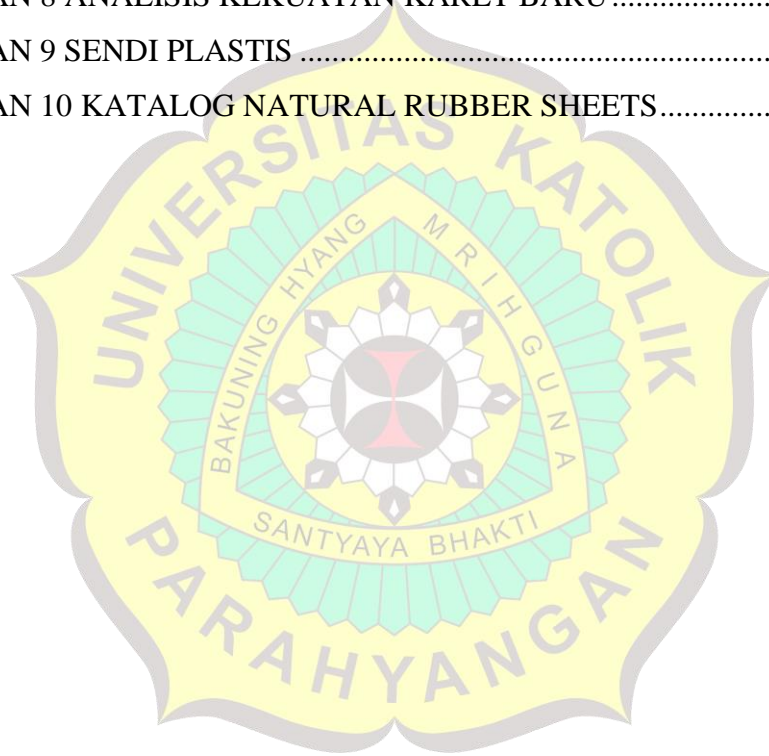 AN 8 ANALISIS KEKUATAN KARET BARU....................
AN 9 SENDI PLASTIS ............................................................
AN 10 KATALOG NATURAL RUBBER SHEETS..............
UNIVERSITAS KATOLIK
BAKUNING HYANG MRIHGUNA
SANTYAYA BHAKTI
PARAHYANGAN